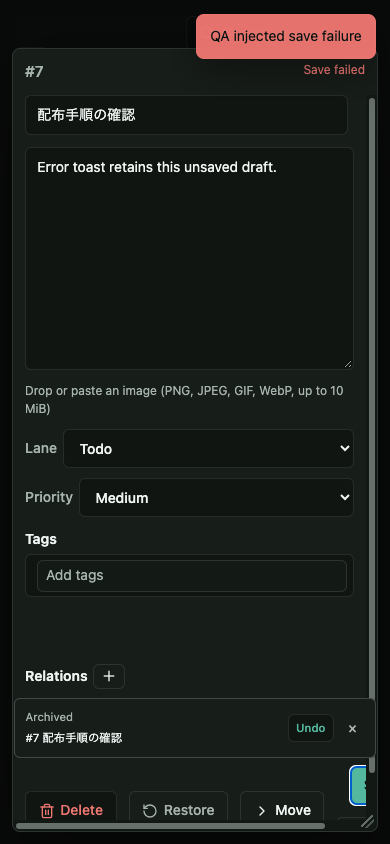 QA injected save failure
#7
Save failed
配布手順の確認
Error toast retains this unsaved draft.
Drop or paste an image (PNG, JPEG, GIF, WebP, up to 10
MiB)
Lane
Todo
Priority
Medium
Tags
Add tags
Relations
Archived
#7 配布手順の確認
Undo
Delete
Restore
Move